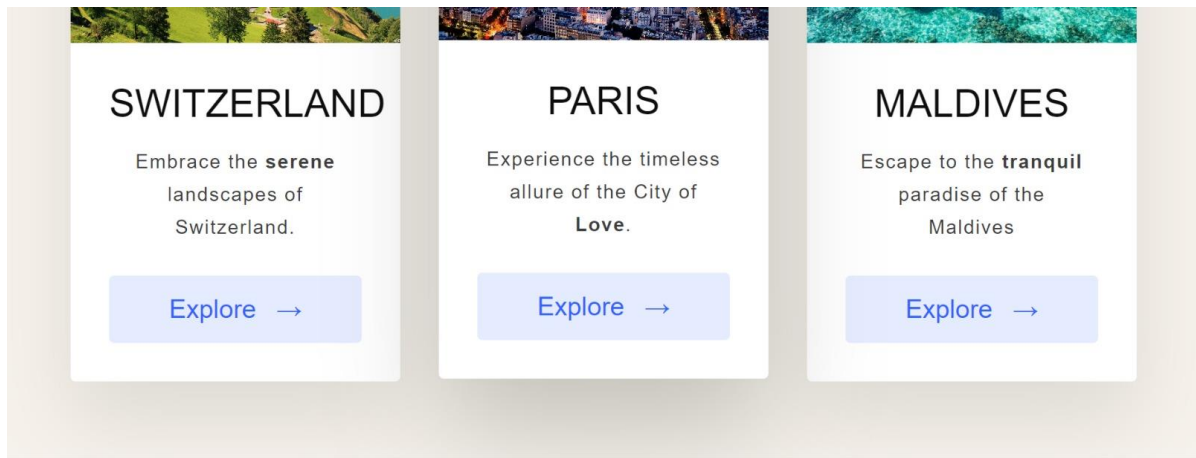 SWITZERLAND
Embrace the serene
landscapes of
Switzerland.
Explore →
PARIS
Experience the timeless
allure of the City of
Love.
Explore →
MALDIVES
Escape to the tranquil
paradise of the
Maldives
Explore →